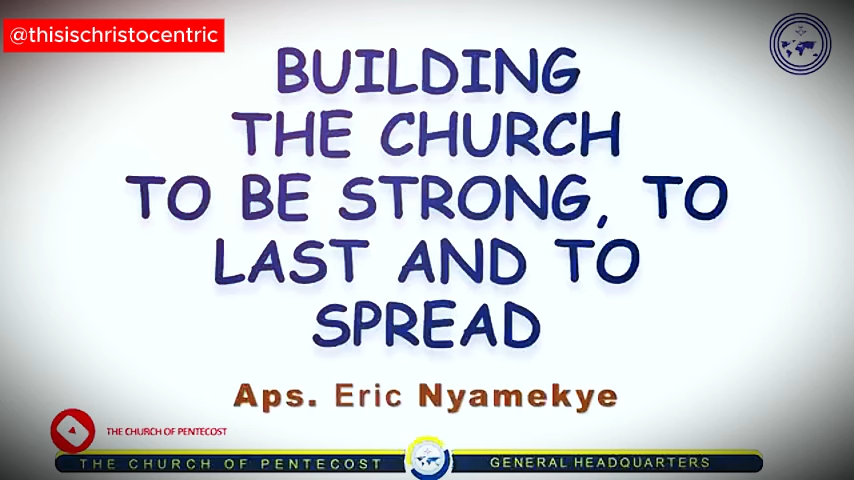 @thisischristocentric
BUILDING
THE CHURCH
TO BE STRONG, TO
LAST AND TO
SPREAD
Aps. Eric Nyamekye
THE CHURCH OF PENTECOST
THE CHURCH OF PENTECOST
GENERAL HEADQUARTERS